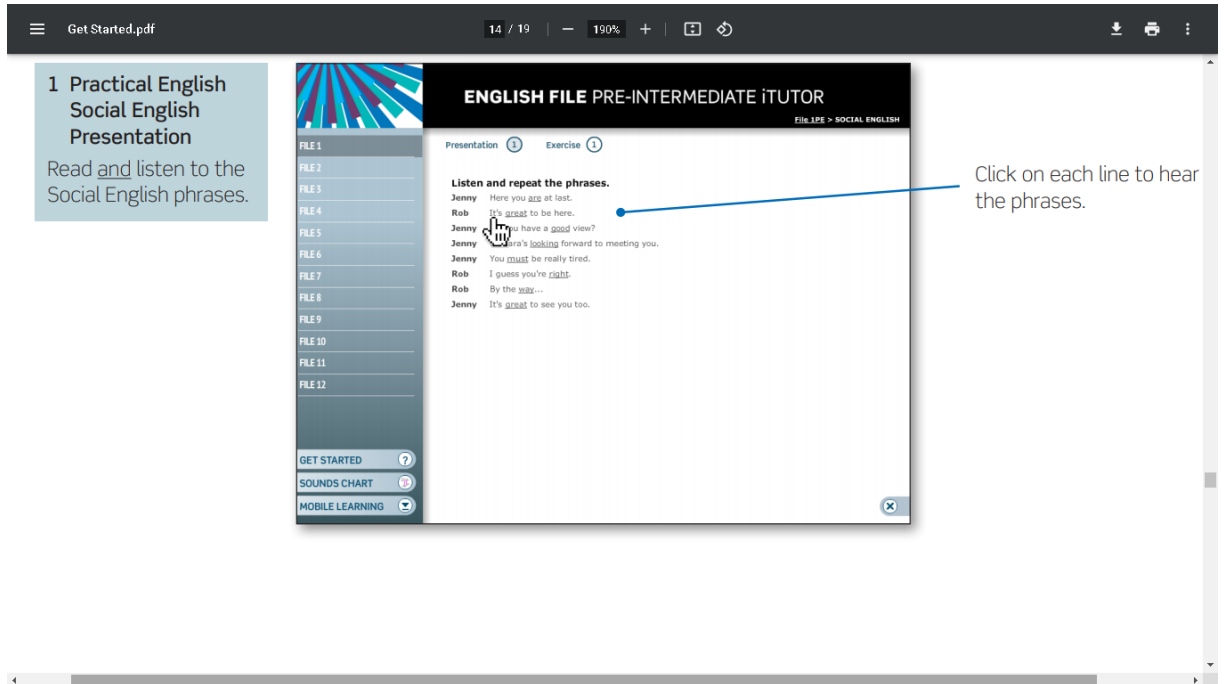 Get Started.pdf
14 / 19
190%
1 Practical English
Social English
Presentation
Read and listen to the
Social English phrases.
ENGLISH FILE PRE-INTERMEDIATE iTUTOR
File 1PE > SOCIAL ENGLISH
FILE 1
FILE 2
FILE 3
FILE 4
FILE 5
FILE 6
FILE 7
FILE 8
FILE 9
FILE 10
FILE 11
FILE 12
GET STARTED ?
SOUNDS CHART
MOBILE LEARNING
Presentation 1 Exercise 1
Listen and repeat the phrases.
Jenny Here you are at last.
Rob It's great to be here.
Jenny you have a good view?
Jenny looking forward to meeting you.
Jenny You must be really tired.
Rob I guess you're right.
Rob By the way...
Jenny It's great to see you too.
Click on each line to hear
the phrases.